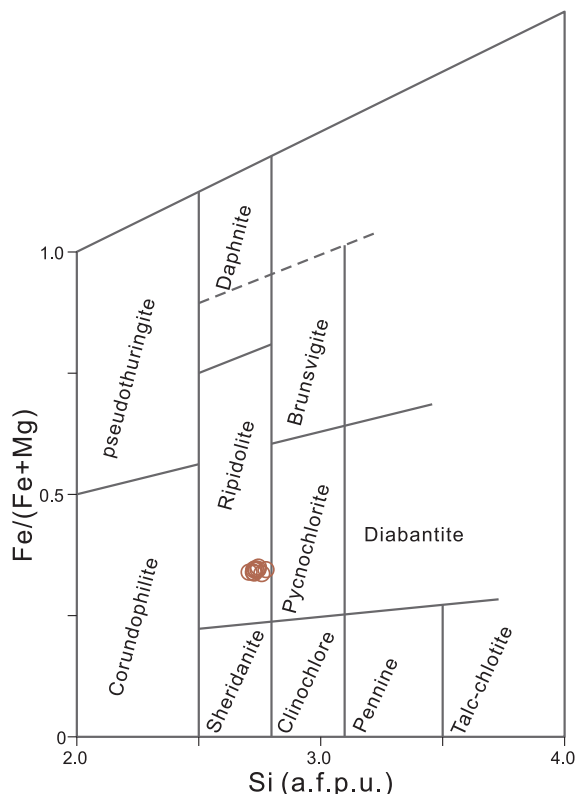 Daphnite
1.0
pseudothuringite
Brunsvigite
Ripidolite
Fe/(Fe+Mg)
0.5
Pycnochlorite
Diabantite
Corundophilite
Sheridanite
Clinochlore
Pennine
Talc-chlotite
0
2.0
3.0
4.0
Si (a.f.p.u.)